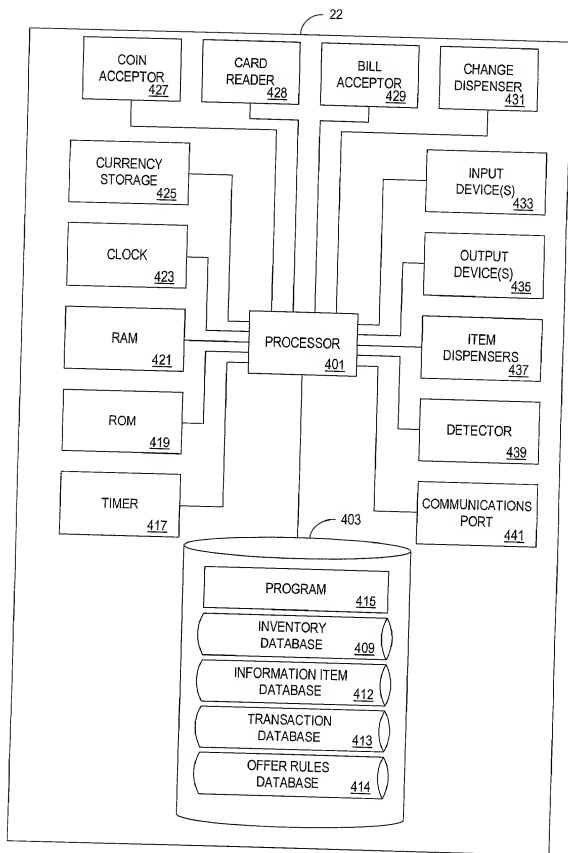 22
COIN
ACCEPTOR
427
CARD
READER
428
BILL
ACCEPTOR
429
CHANGE
DISPENSER
431
CURRENCY
STORAGE
425
INPUT
DEVICE(S)
433
CLOCK
423
OUTPUT
DEVICE(S)
435
RAM
421
PROCESSOR
401
ITEM
DISPENSERS
437
ROM
419
DETECTOR
439
TIMER
417
COMMUNICATIONS
PORT
441
403
PROGRAM
415
INVENTORY
DATABASE
409
INFORMATION ITEM
DATABASE
412
TRANSACTION
DATABASE
413
OFFER RULES
DATABASE
414